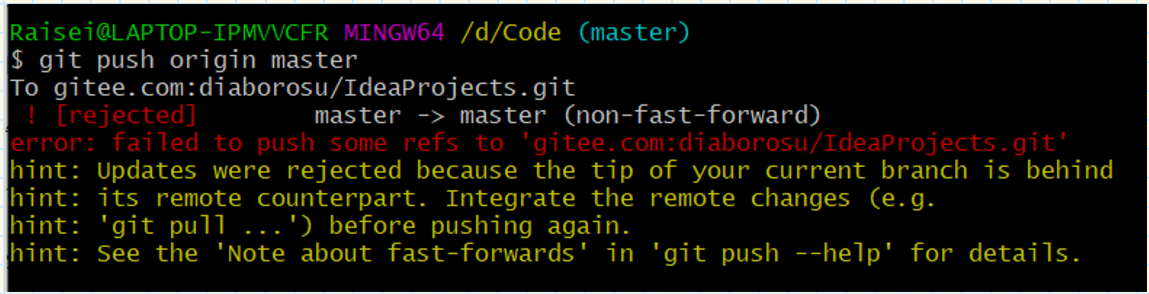 Raisei@LAPTOP-IPMVVCFR MINGW64 /d/Code (master)
$ git push origin master
To gitee.com:diaborosu/IdeaProjects.git
 ! [rejected]        master -> master (non-fast-forward)
error: failed to push some refs to 'gitee.com:diaborosu/IdeaProjects.git'
hint: Updates were rejected because the tip of your current branch is behind
hint: its remote counterpart. Integrate the remote changes (e.g.
hint: 'git pull ...') before pushing again.
hint: See the 'Note about fast-forwards' in 'git push --help' for details.